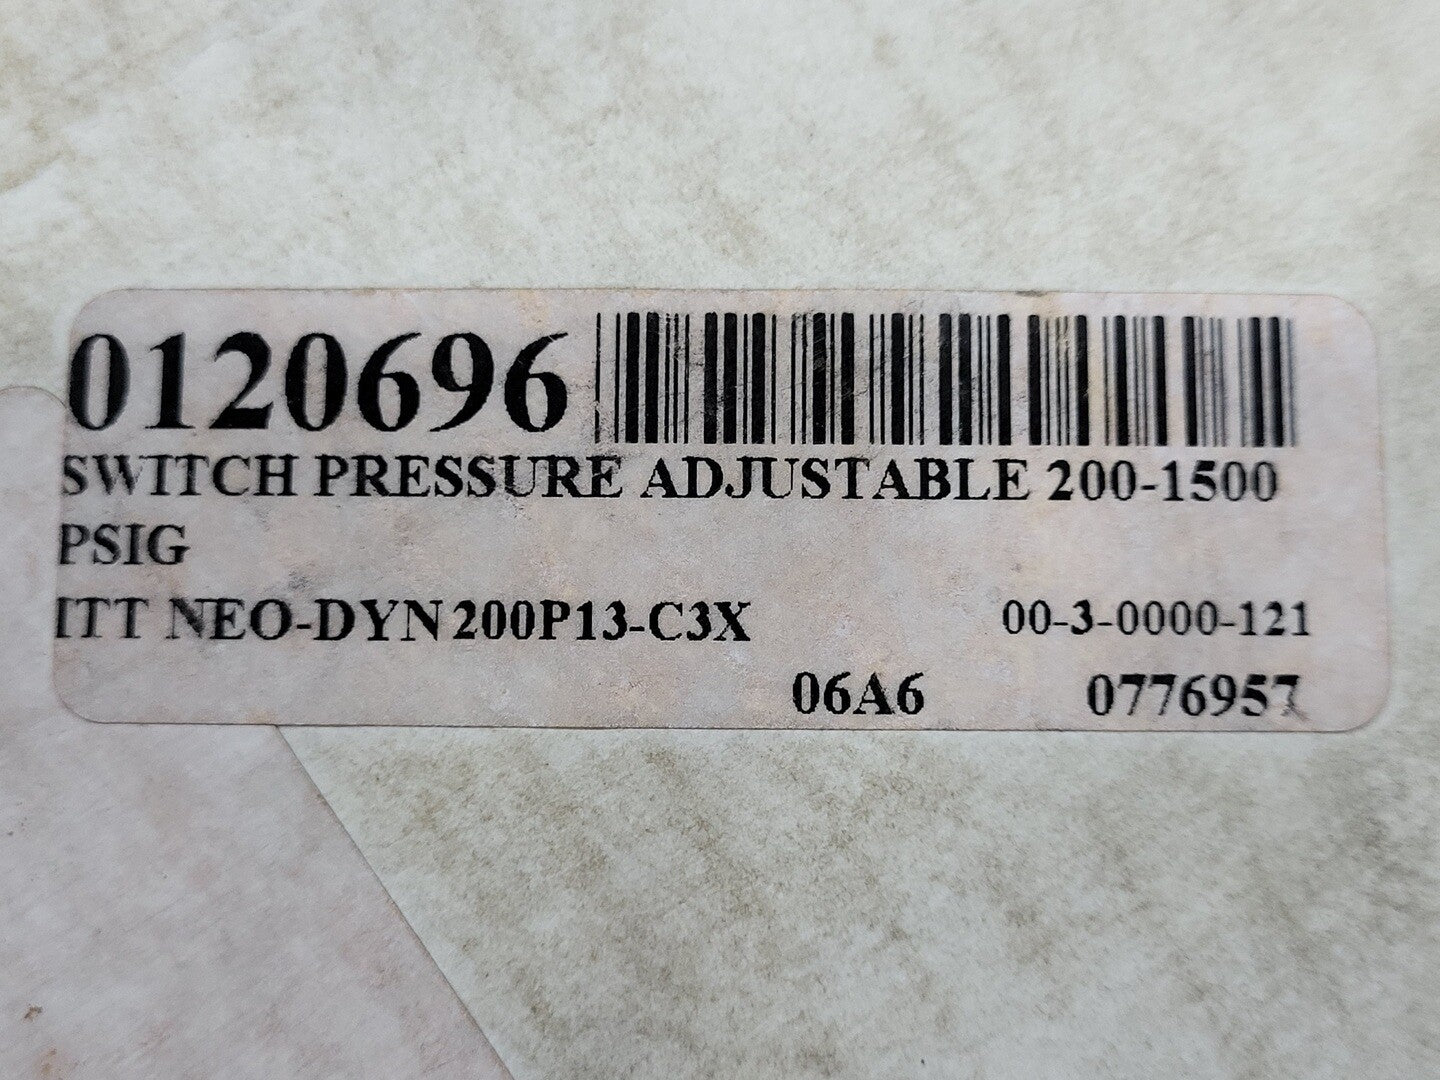 0120696
SWITCH PRESSURE ADJUSTABLE 200-1500
PSIG
ITT NEO-DYN 200P13-C3X 00-3-0000-121
06A6 0776957